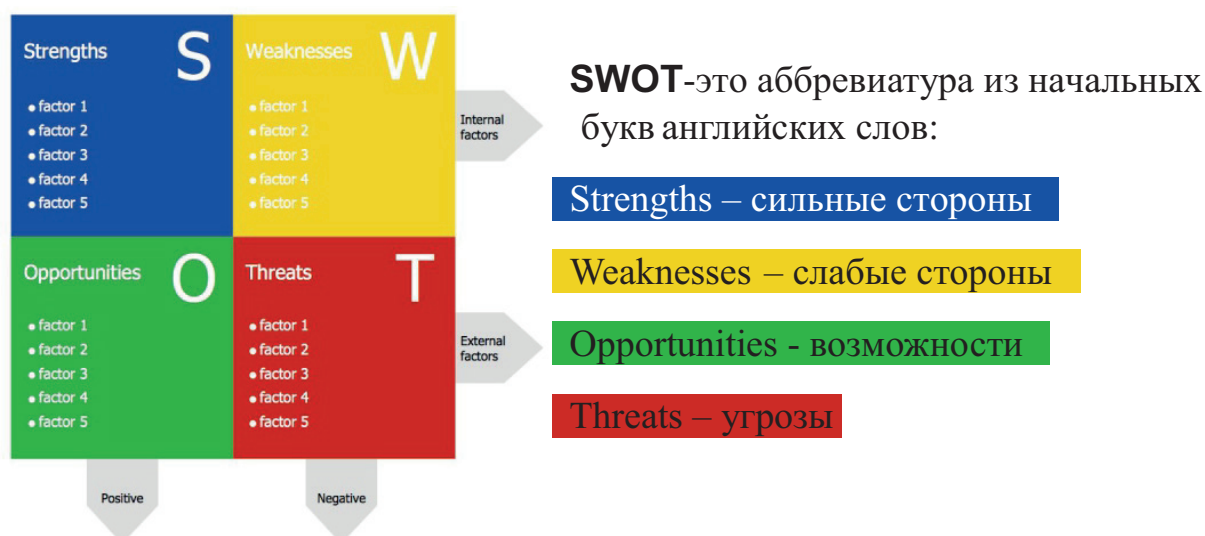 Strengths S
• factor 1
• factor 2
• factor 3
• factor 4
• factor 5
Weaknesses W
• factor 1
• factor 2
• factor 3
• factor 4
• factor 5
Internal
factors
Opportunities O
• factor 1
• factor 2
• factor 3
• factor 4
• factor 5
Threats T
• factor 1
• factor 2
• factor 3
• factor 4
• factor 5
External
factors
Positive
Negative
SWOT-это аббревиатура из начальных
букв английских слов:
Strengths – сильные стороны
Weaknesses – слабые стороны
Opportunities - возможности
Threats – угрозы